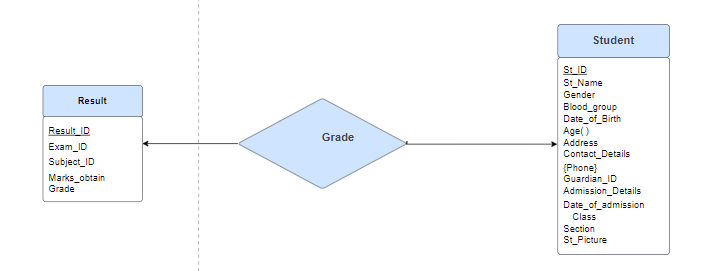 Result
Result_ID
Exam_ID
Subject_ID
Marks_obtain
Grade
Grade
Student
St_ID
St_Name
Gender
Blood_group
Date_of_Birth
Age( )
Address
Contact_Details
{Phone}
Guardian_ID
Admission_Details
Date_of_admission
Class
Section
St_Picture